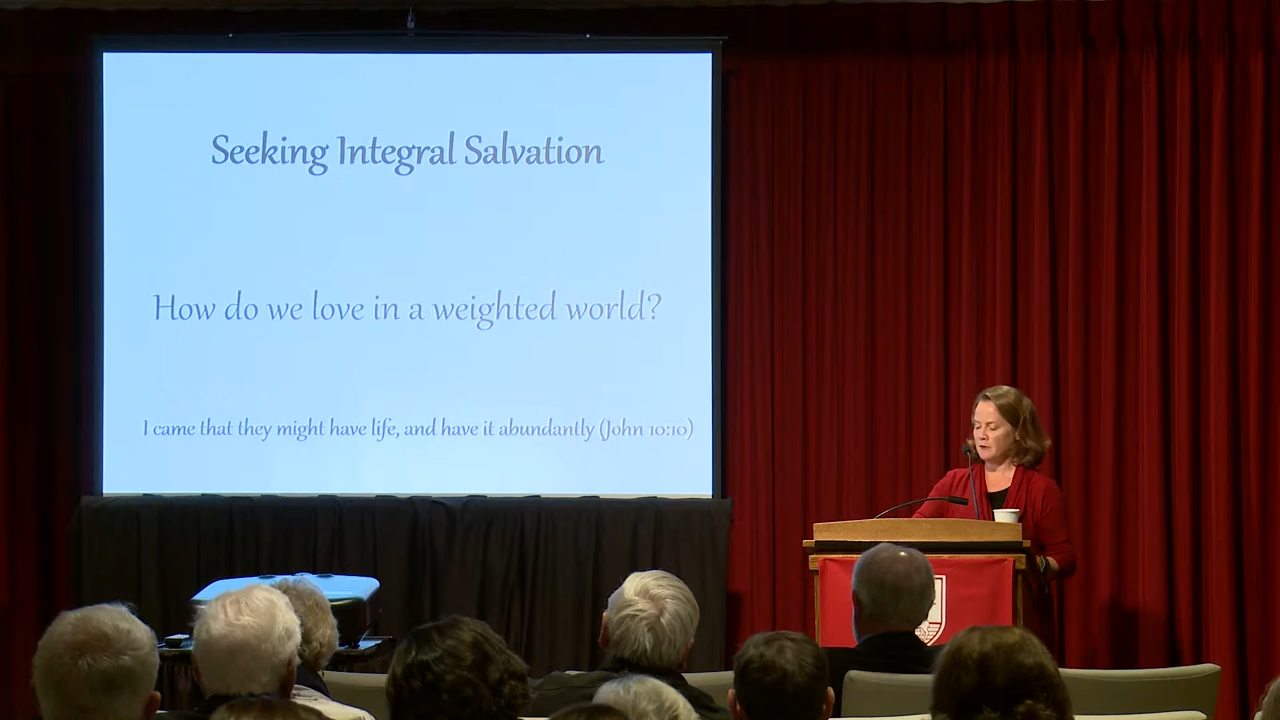 Seeking Integral Salvation
How do we love in a weighted world?
I came that they might have life, and have it abundantly (John 10:10)